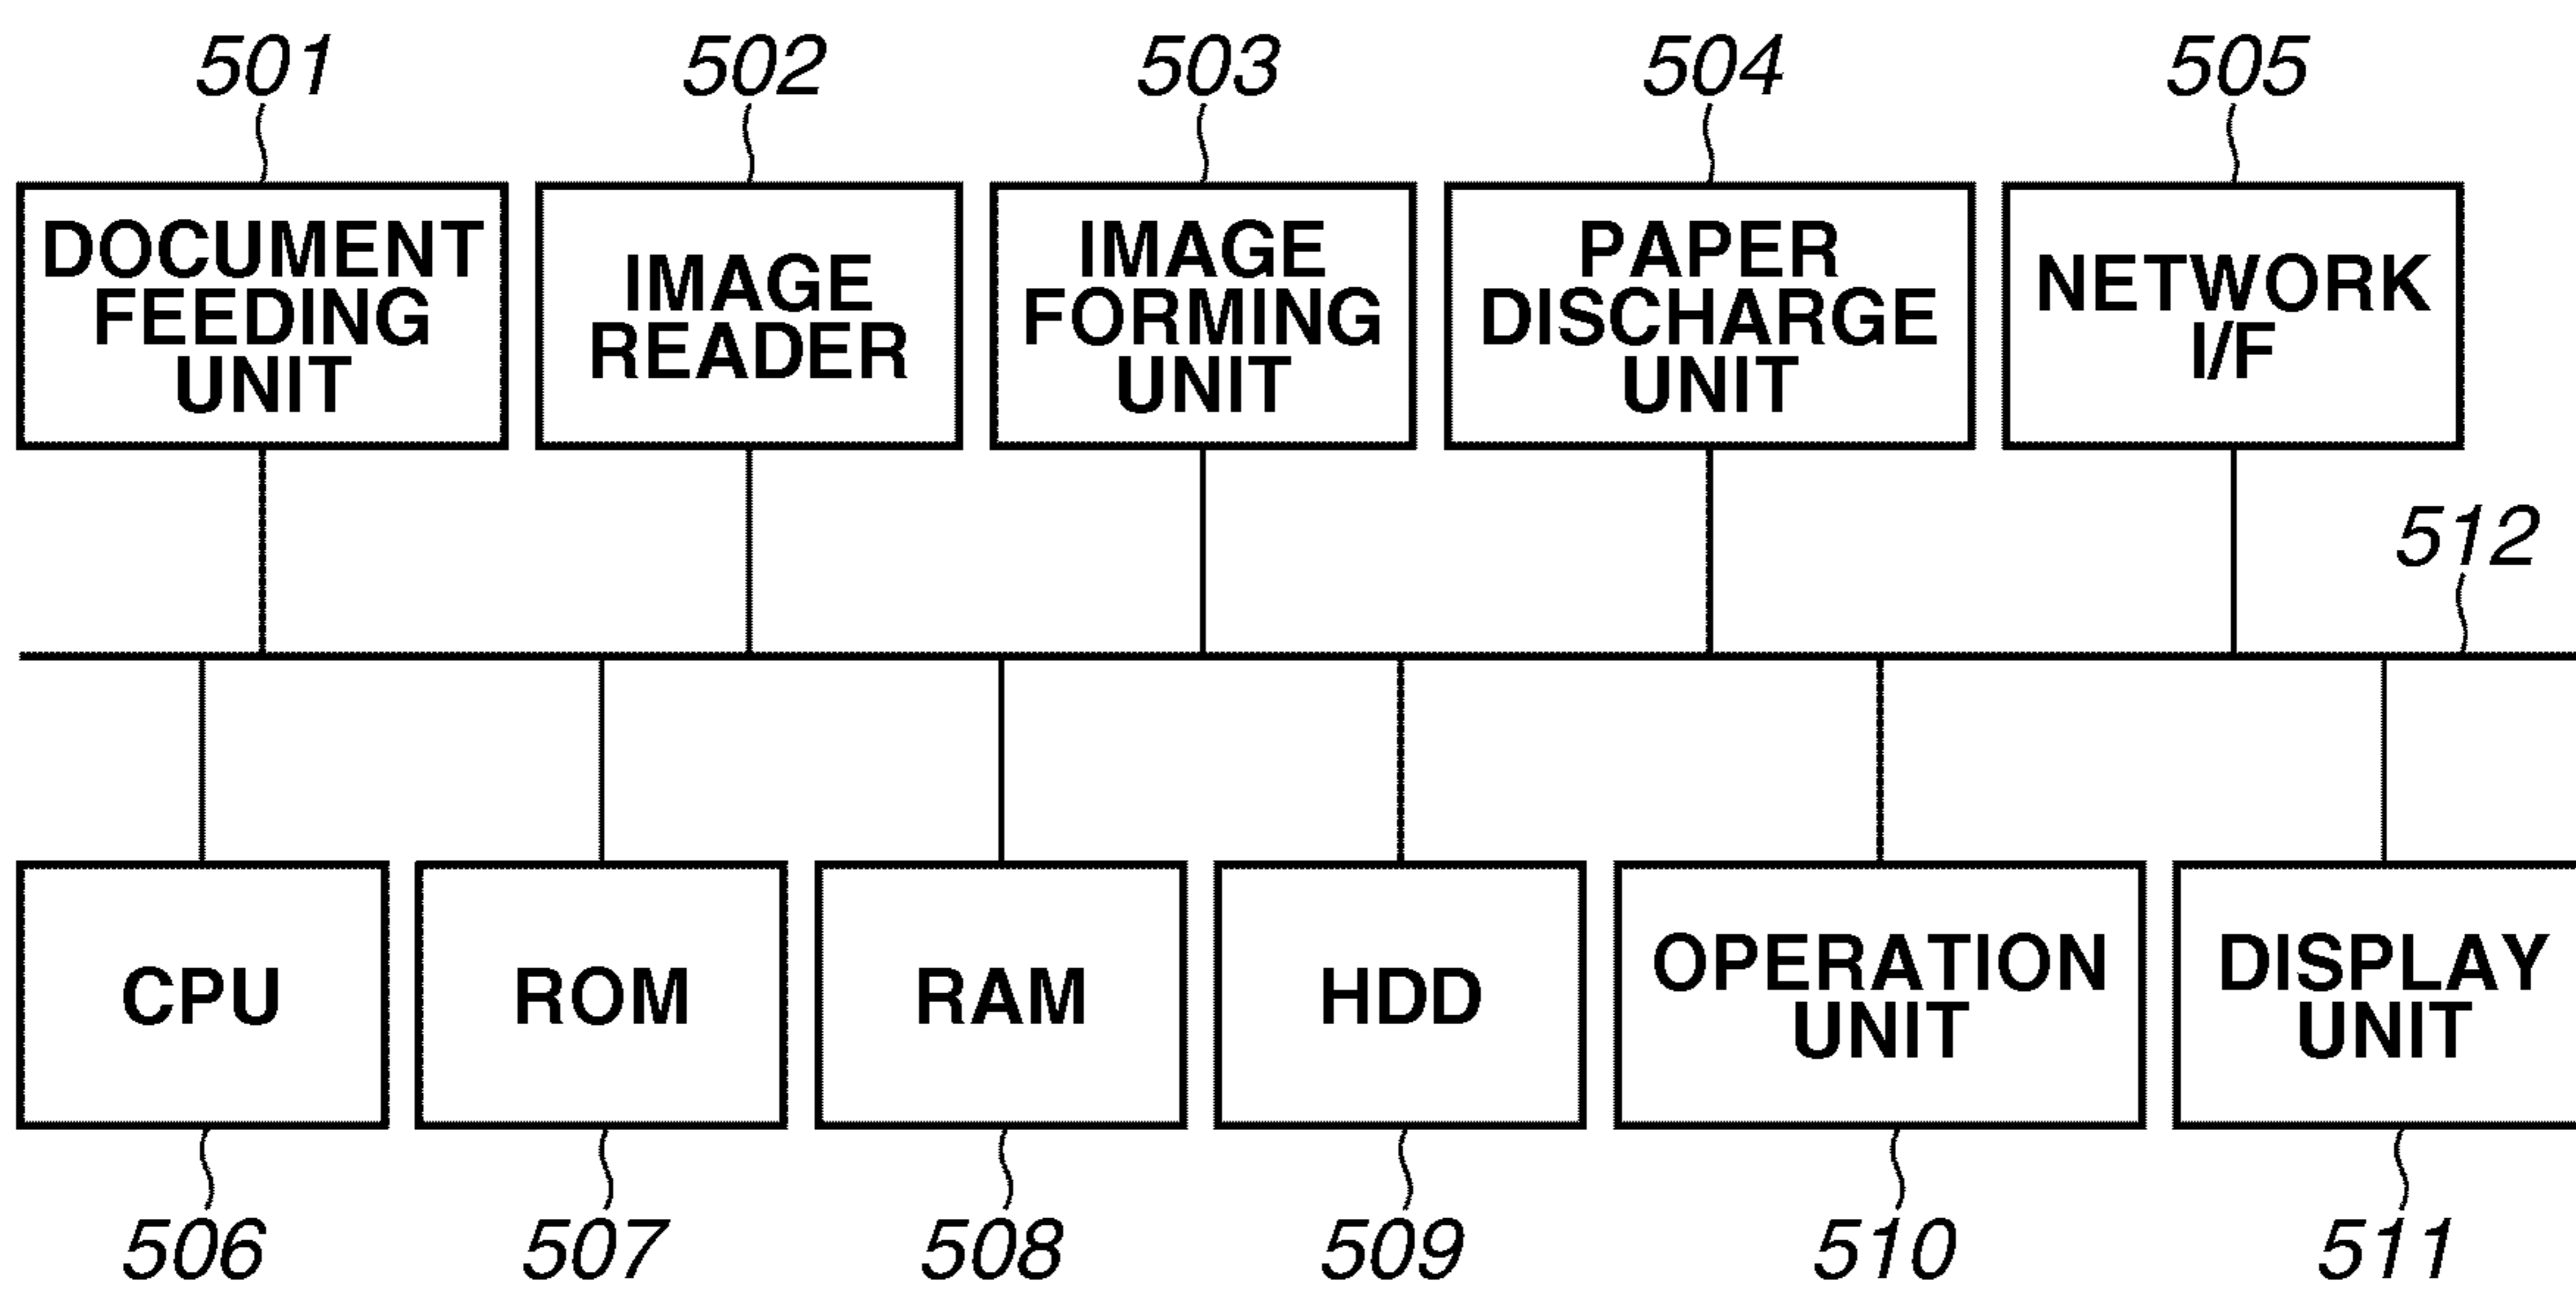 501 502 503 504 505
DOCUMENT
FEEDING
UNIT
IMAGE
READER
IMAGE
FORMING
UNIT
PAPER
DISCHARGE
UNIT
NETWORK
I/F
512
CPU
ROM
RAM
HDD
OPERATION
UNIT
DISPLAY
UNIT
506 507 508 509 510 511